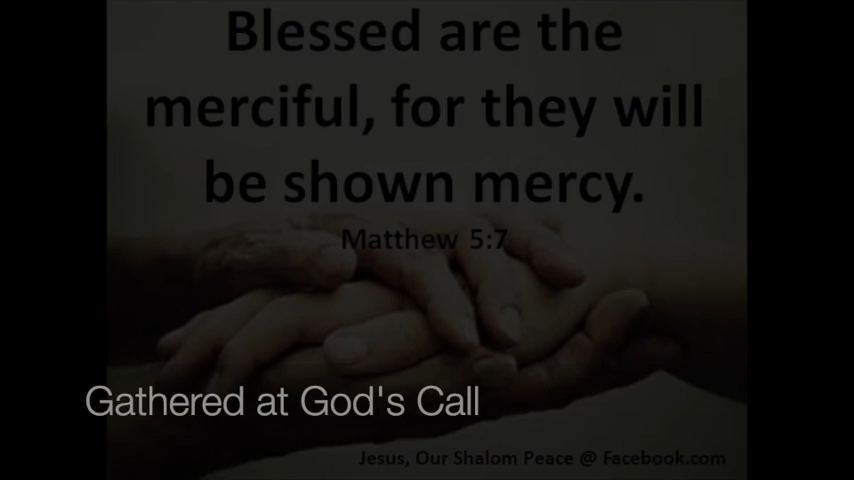 Blessed are the
merciful, for they will
be shown mercy.
Matthew 5:7
Gathered at God's Call
Jesus, Our Shalom Peace @ Facebook.com